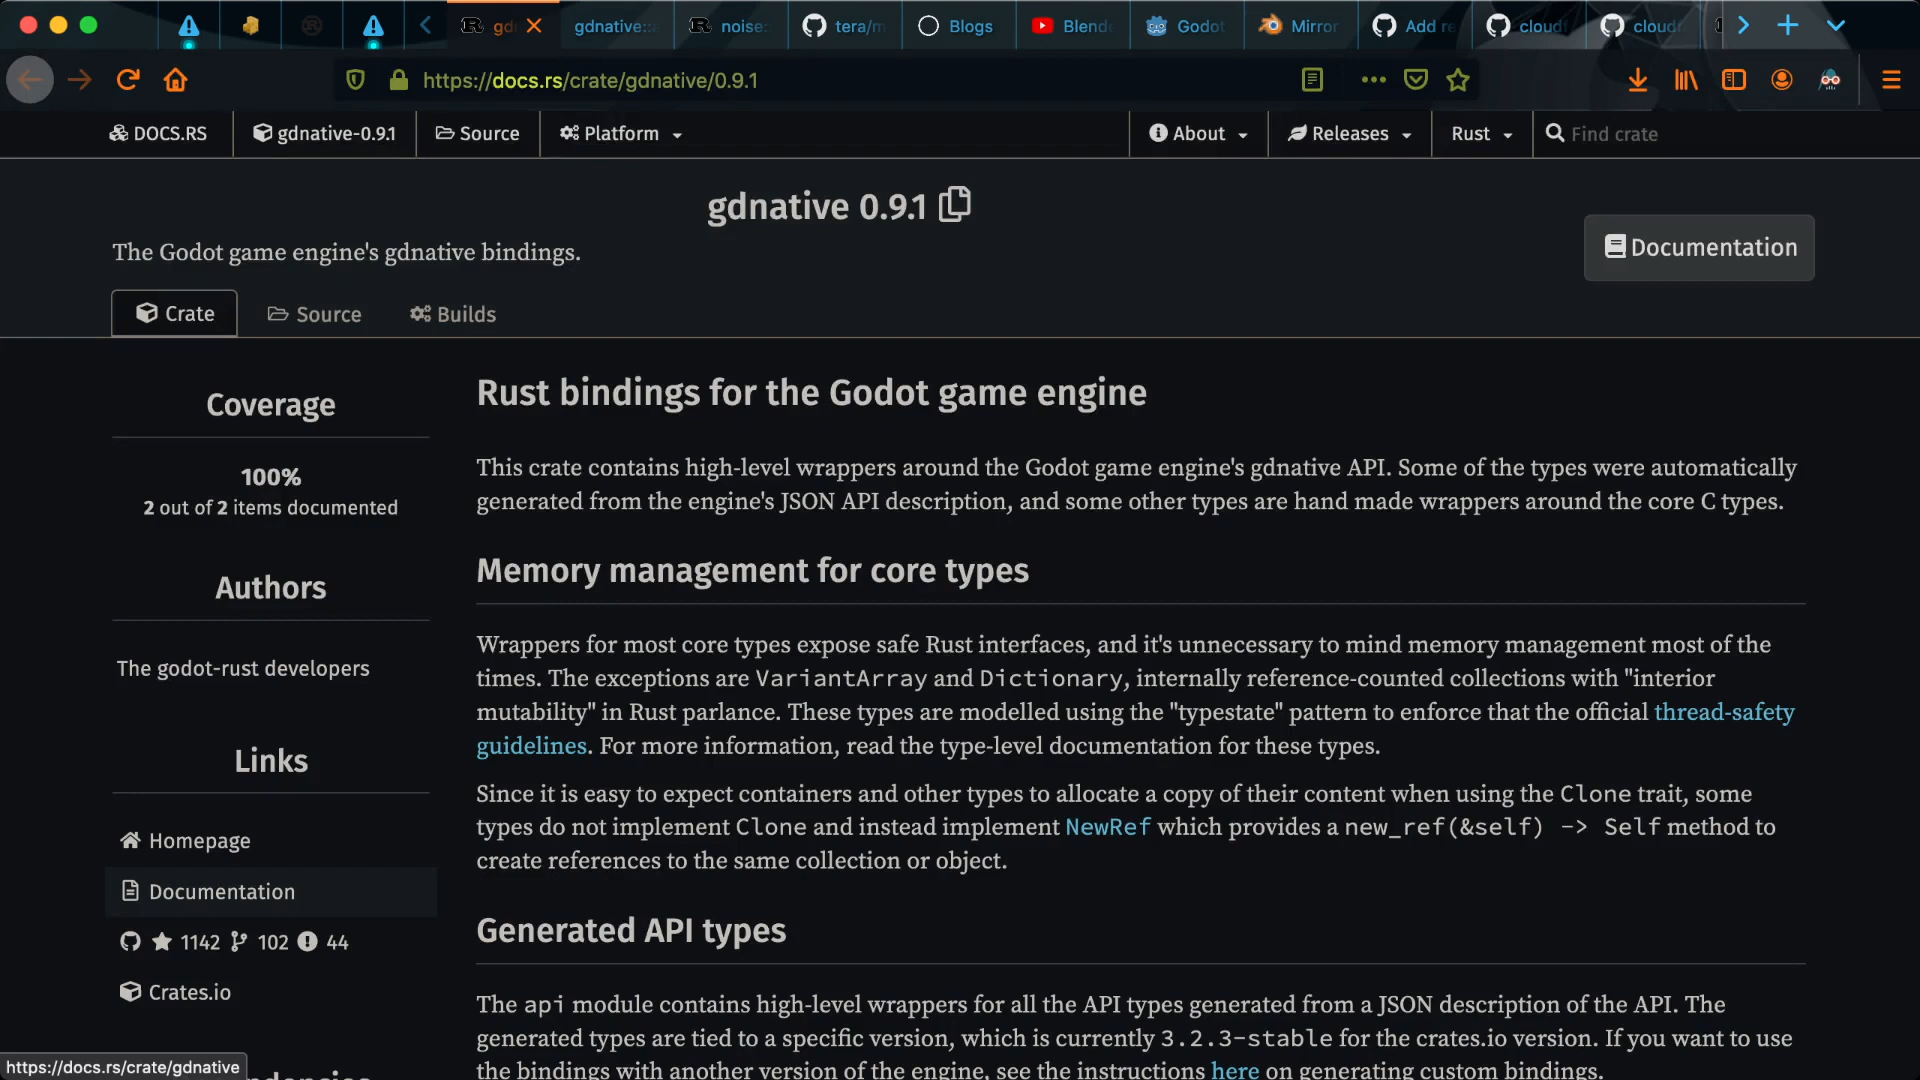 gdn
gdnative::
noise:
tera/m
Blogs
Blende
Godot
Mirror
Add re
cloudf
cloudf
https://docs.rs/crate/gdnative/0.9.1
DOCS.RS
gdnative-0.9.1
Source
Platform
About
Releases
Rust
Find crate
gdnative 0.9.1
The Godot game engine's gdnative bindings.
Documentation
Crate
Source
Builds
Coverage
100%
2 out of 2 items documented
Authors
The godot-rust developers
Links
Homepage
Documentation
1142 102 44
Crates.io
Rust bindings for the Godot game engine
This crate contains high-level wrappers around the Godot game engine's gdnative API. Some of the types were automatically
generated from the engine's JSON API description, and some other types are hand made wrappers around the core C types.
Memory management for core types
Wrappers for most core types expose safe Rust interfaces, and it's unnecessary to mind memory management most of the
times. The exceptions are VariantArray and Dictionary, internally reference-counted collections with "interior
mutability" in Rust parlance. These types are modelled using the "typestate" pattern to enforce that the official thread-safety
guidelines. For more information, read the type-level documentation for these types.
Since it is easy to expect containers and other types to allocate a copy of their content when using the Clone trait, some
types do not implement Clone and instead implement NewRef which provides a new_ref(&self) -> Self method to
create references to the same collection or object.
Generated API types
The api module contains high-level wrappers for all the API types generated from a JSON description of the API. The
generated types are tied to a specific version, which is currently 3.2.3-stable for the crates.io version. If you want to use
the bindings with another version of the engine, see the instructions here on generating custom bindings.
https://docs.rs/crate/gdnative